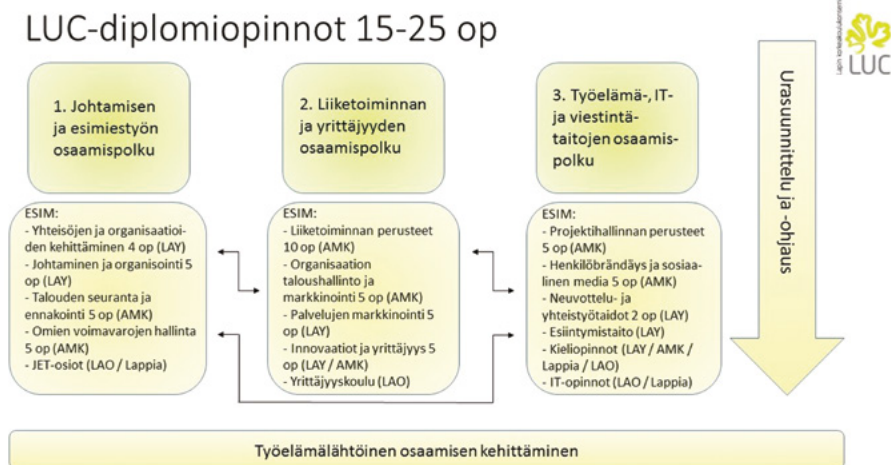 LUC-diplomiopinnot 15-25 op
Lapin korkeakoulukonserni
LUC
1. Johtamisen
ja esimiestyön
osaamispolku
2. Liiketoiminnan
ja yrittäjyyden
osaamispolku
3. Työelämä-, IT-
ja viestintä-
taitojen osaamis-
polku
ESIM:
- Yhteisöjen ja organisaatioi-
den kehittäminen 4 op (LAY)
- Johtaminen ja organisointi 5
op (LAY)
- Talouden seuranta ja
ennakointi 5 op (AMK)
- Omien voimavarojen hallinta
5 op (AMK)
- JET-osiot (LAO / Lappia)
ESIM:
- Liiketoiminnan perusteet
10 op (AMK)
- Organisaation
taloushallinto ja
markkinointi 5 op (AMK)
- Palvelujen markkinointi 5
op (LAY)
- Innovaatiot ja yrittäjyys 5
op (LAY / AMK)
- Yrittäjyyskoulu (LAO)
ESIM:
- Projektihallinnan perusteet
5 op (AMK)
- Henkilöbrändäys ja sosiaa-
linen media 5 op (AMK)
- Neuvottelu- ja
yhteistyötaidot 2 op (LAY)
- Esiintymistaito (LAY)
- Kieliopinnot (LAY / AMK /
Lappia / LAO)
- IT-opinnot (LAO / Lappia)
Urasuunnittelu ja -ohjaus
Työelämälähtöinen osaamisen kehittäminen